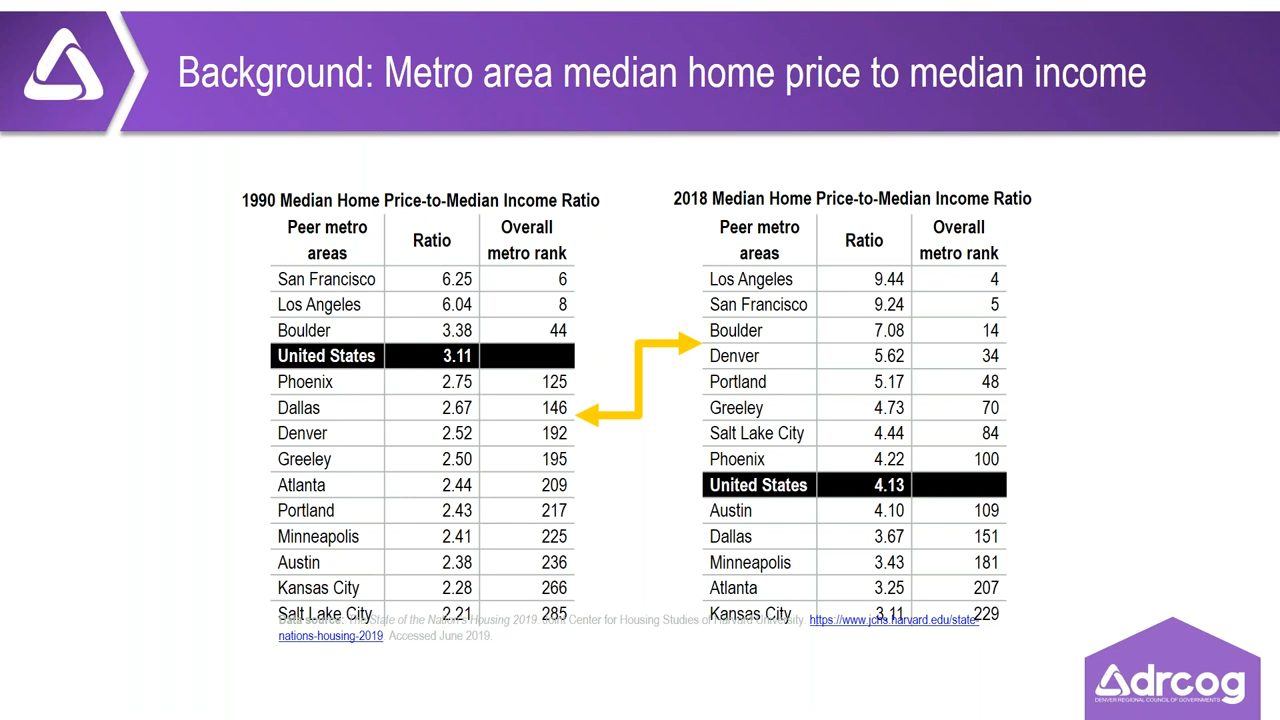 Background: Metro area median home price to median income
1990 Median Home Price-to-Median Income Ratio
Peer metro areas Ratio Overall metro rank
San Francisco 6.25 6
Los Angeles 6.04 8
Boulder 3.38 44
United States 3.11
Phoenix 2.75 125
Dallas 2.67 146
Denver 2.52 192
Greeley 2.50 195
Atlanta 2.44 209
Portland 2.43 217
Minneapolis 2.41 225
Austin 2.38 236
Kansas City 2.28 266
Salt Lake City 2.21 285
2018 Median Home Price-to-Median Income Ratio
Peer metro areas Ratio Overall metro rank
Los Angeles 9.44 4
San Francisco 9.24 5
Boulder 7.08 14
Denver 5.62 34
Portland 5.17 48
Greeley 4.73 70
Salt Lake City 4.44 84
Phoenix 4.22 100
United States 4.13
Austin 4.10 109
Dallas 3.67 151
Minneapolis 3.43 181
Atlanta 3.25 207
Kansas City 3.11 229
Data source: The State of the Nation's Housing 2019. Joint Center for Housing Studies of Harvard University. https://www.jchs.harvard.edu/state-
nations-housing-2019 Accessed June 2019.
drcog
DENVER REGIONAL COUNCIL OF GOVERNMENTS